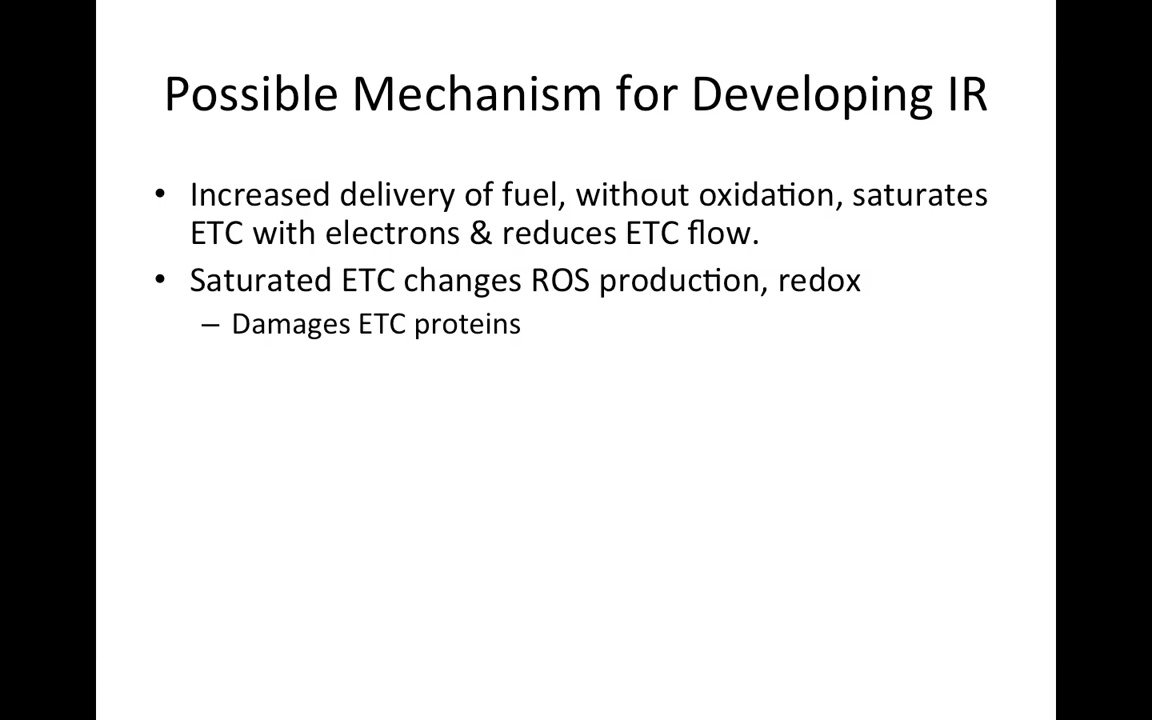 Possible Mechanism for Developing IR
• Increased delivery of fuel, without oxidation, saturates
ETC with electrons & reduces ETC flow.
• Saturated ETC changes ROS production, redox
– Damages ETC proteins